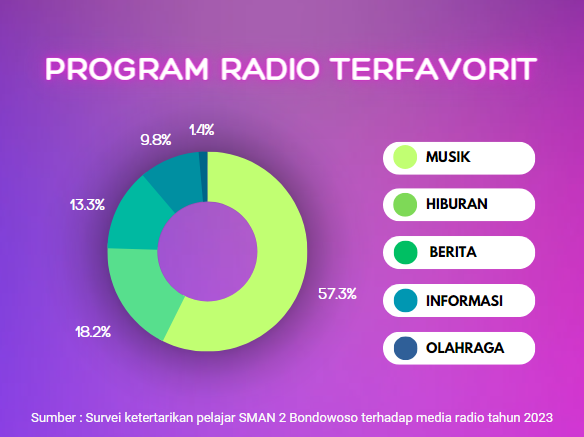 PROGRAM RADIO TERFAVORIT
1.4%
9.8%
13.3%
18.2%
57.3%
MUSIK
HIBURAN
BERITA
INFORMASI
OLAHRAGA
Sumber : Survei ketertarikan pelajar SMAN 2 Bondowoso terhadap media radio tahun 2023